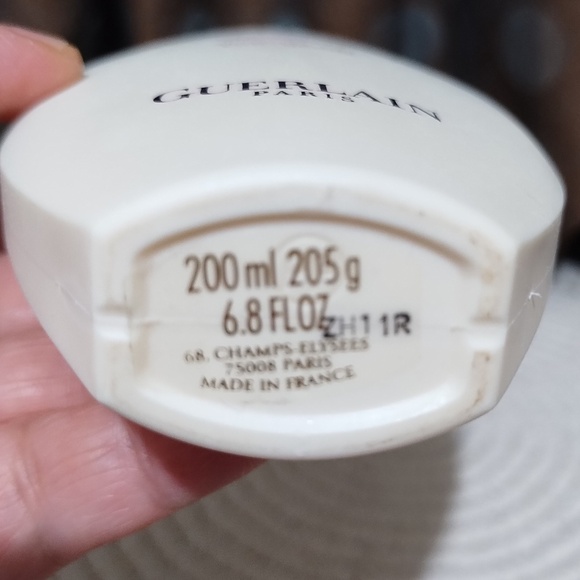 GUERLAIN
PARIS
200 ml 205 g
6.8 FL OZ
ZH11R
68, CHAMPS-ELYSEES
75008 PARIS
MADE IN FRANCE